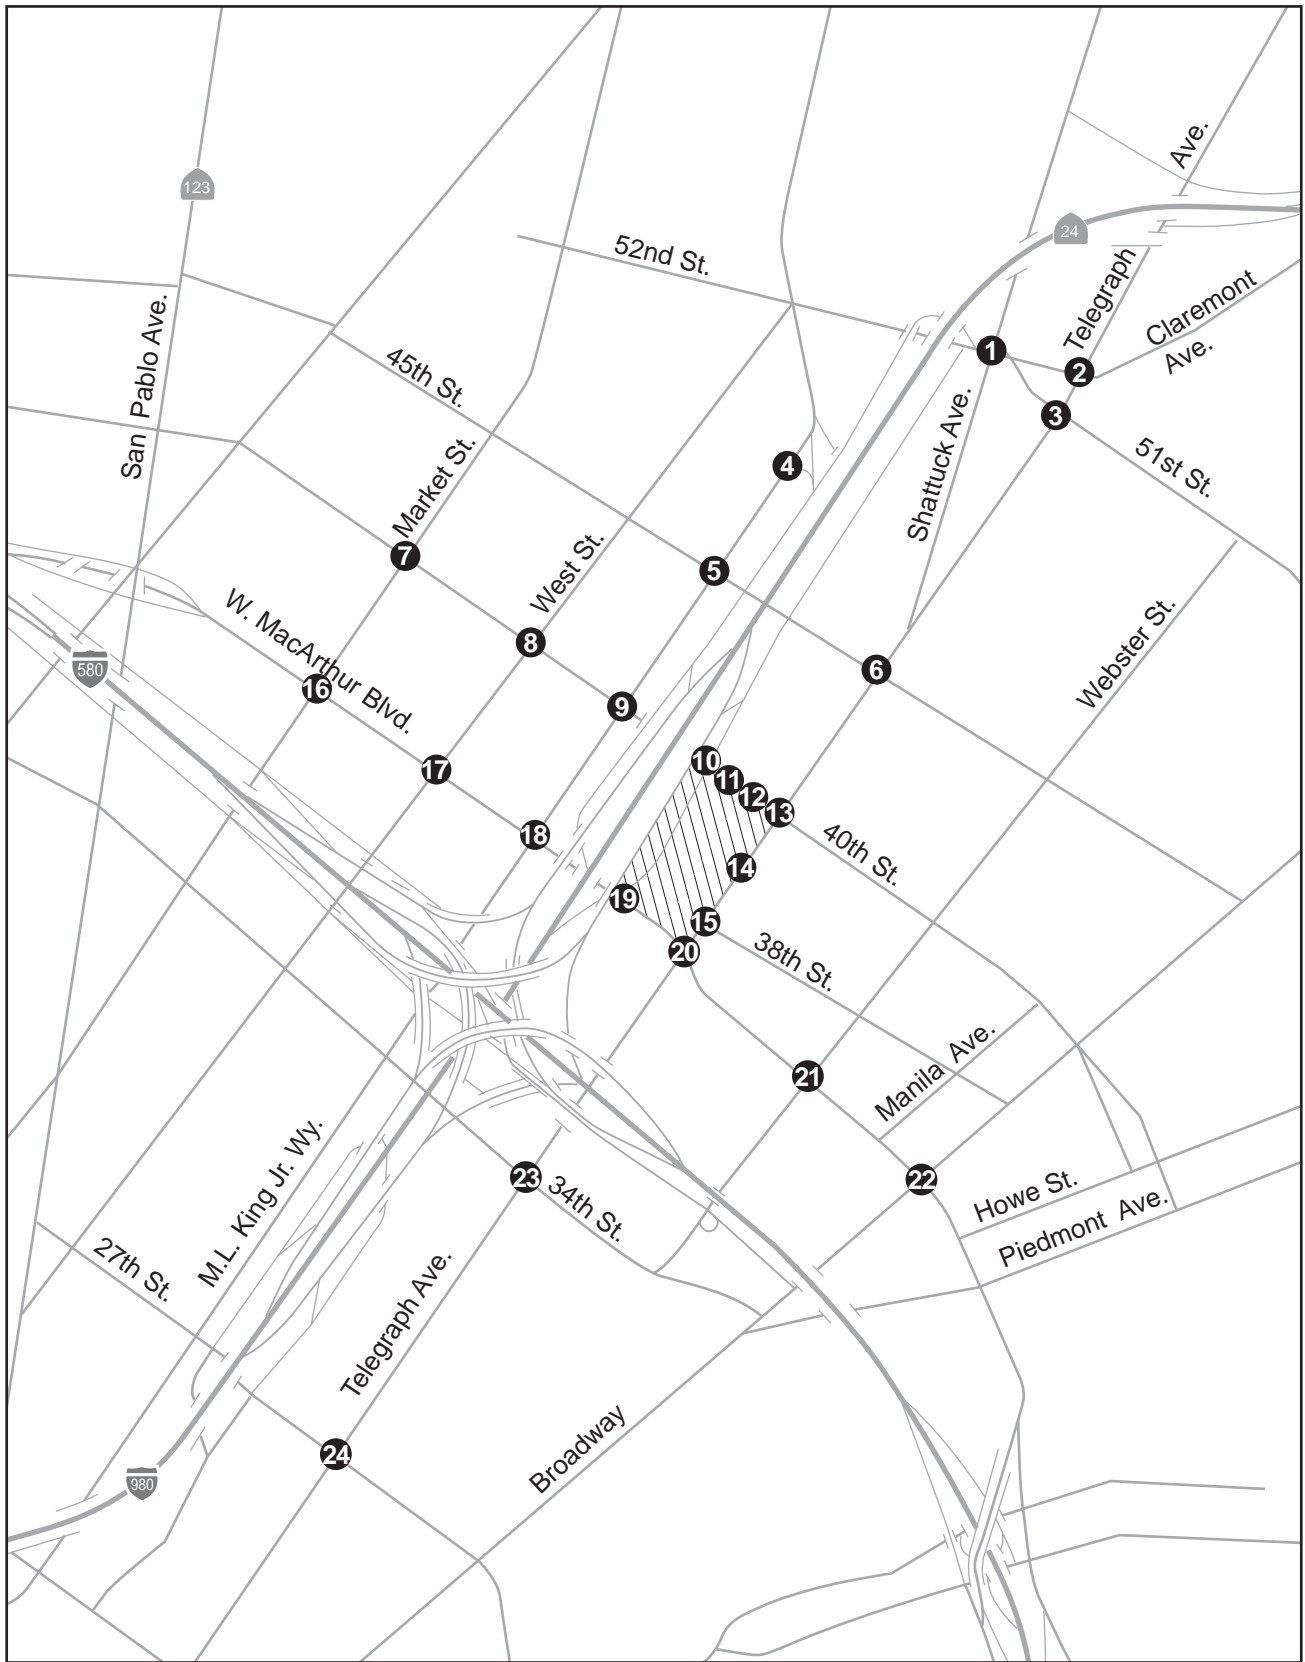 Ave.
123
24
52nd St.
Telegraph
Claremont
Ave.
San Pablo Ave.
1
2
45th St.
3
Shattuck Ave.
51st St.
4
Market St.
7
West St.
5
W. MacArthur Blvd.
8
580
16
6
Webster St.
9
17
10
11
12
13
18
40th St.
14
19
15
20
38th St.
21
Manila Ave.
M.L. King Jr. Wy.
23
34th St.
22
Howe St.
Piedmont Ave.
27th St.
Telegraph Ave.
24
Broadway
980